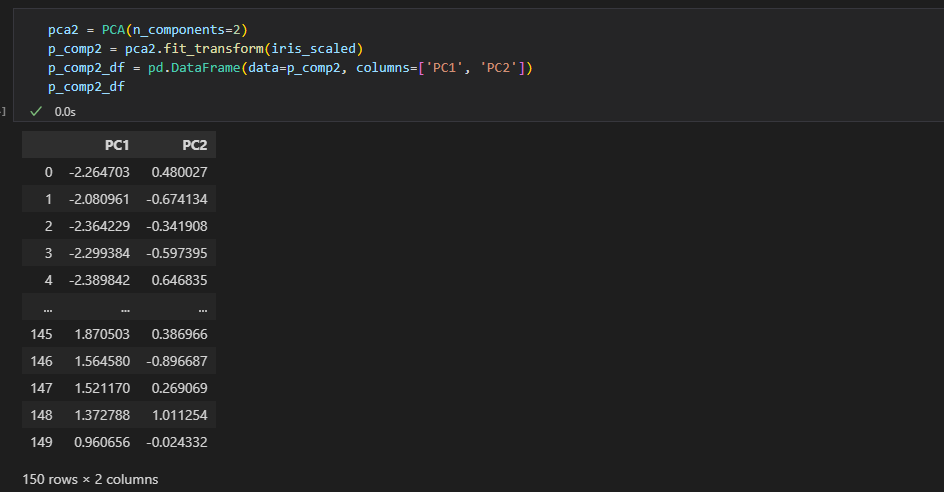 pca2 = PCA(n_components=2)
p_comp2 = pca2.fit_transform(iris_scaled)
p_comp2_df = pd.DataFrame(data=p_comp2, columns=['PC1', 'PC2'])
p_comp2_df
] ✓ 0.0s
PC1 PC2
0 -2.264703 0.480027
1 -2.080961 -0.674134
2 -2.364229 -0.341908
3 -2.299384 -0.597395
4 -2.389842 0.646835
... ... ...
145 1.870503 0.386966
146 1.564580 -0.896687
147 1.521170 0.269069
148 1.372788 1.011254
149 0.960656 -0.024332
150 rows × 2 columns